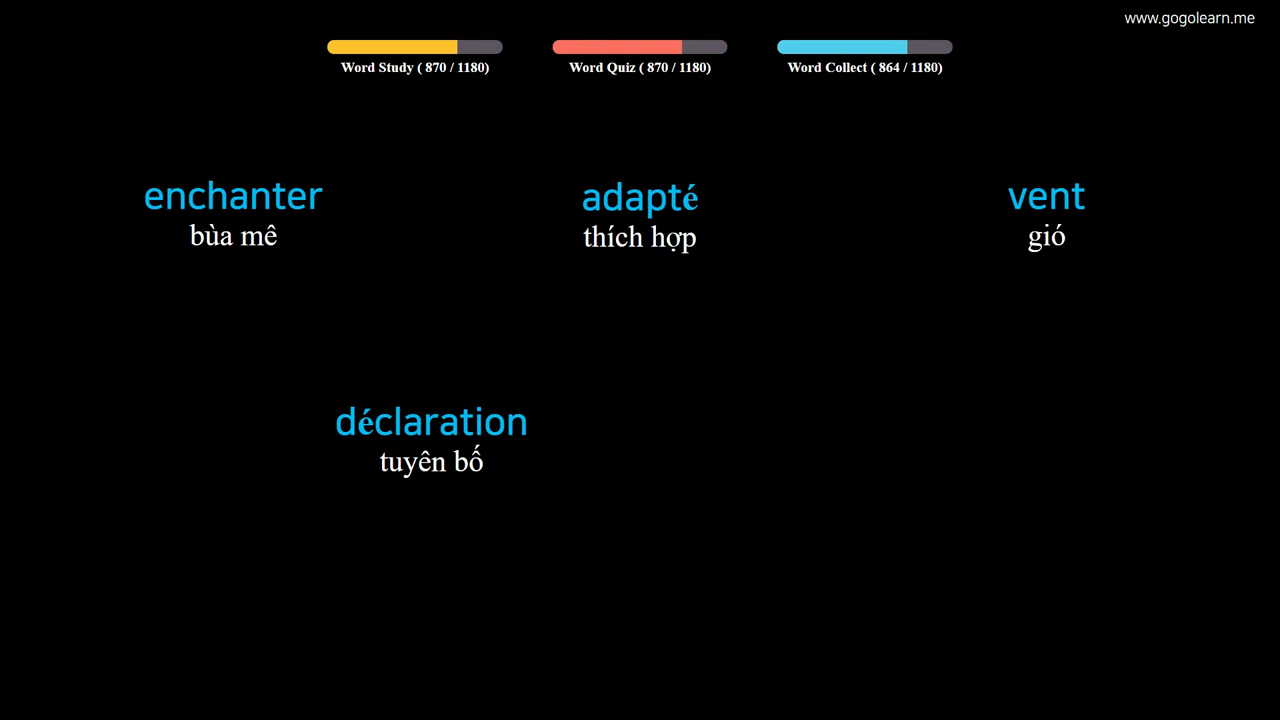 www.gogolearn.me
Word Study ( 870 / 1180)
Word Quiz ( 870 / 1180)
Word Collect ( 864 / 1180)
enchanter
bùa mê
adapté
thích hợp
vent
gió
déclaration
tuyên bố